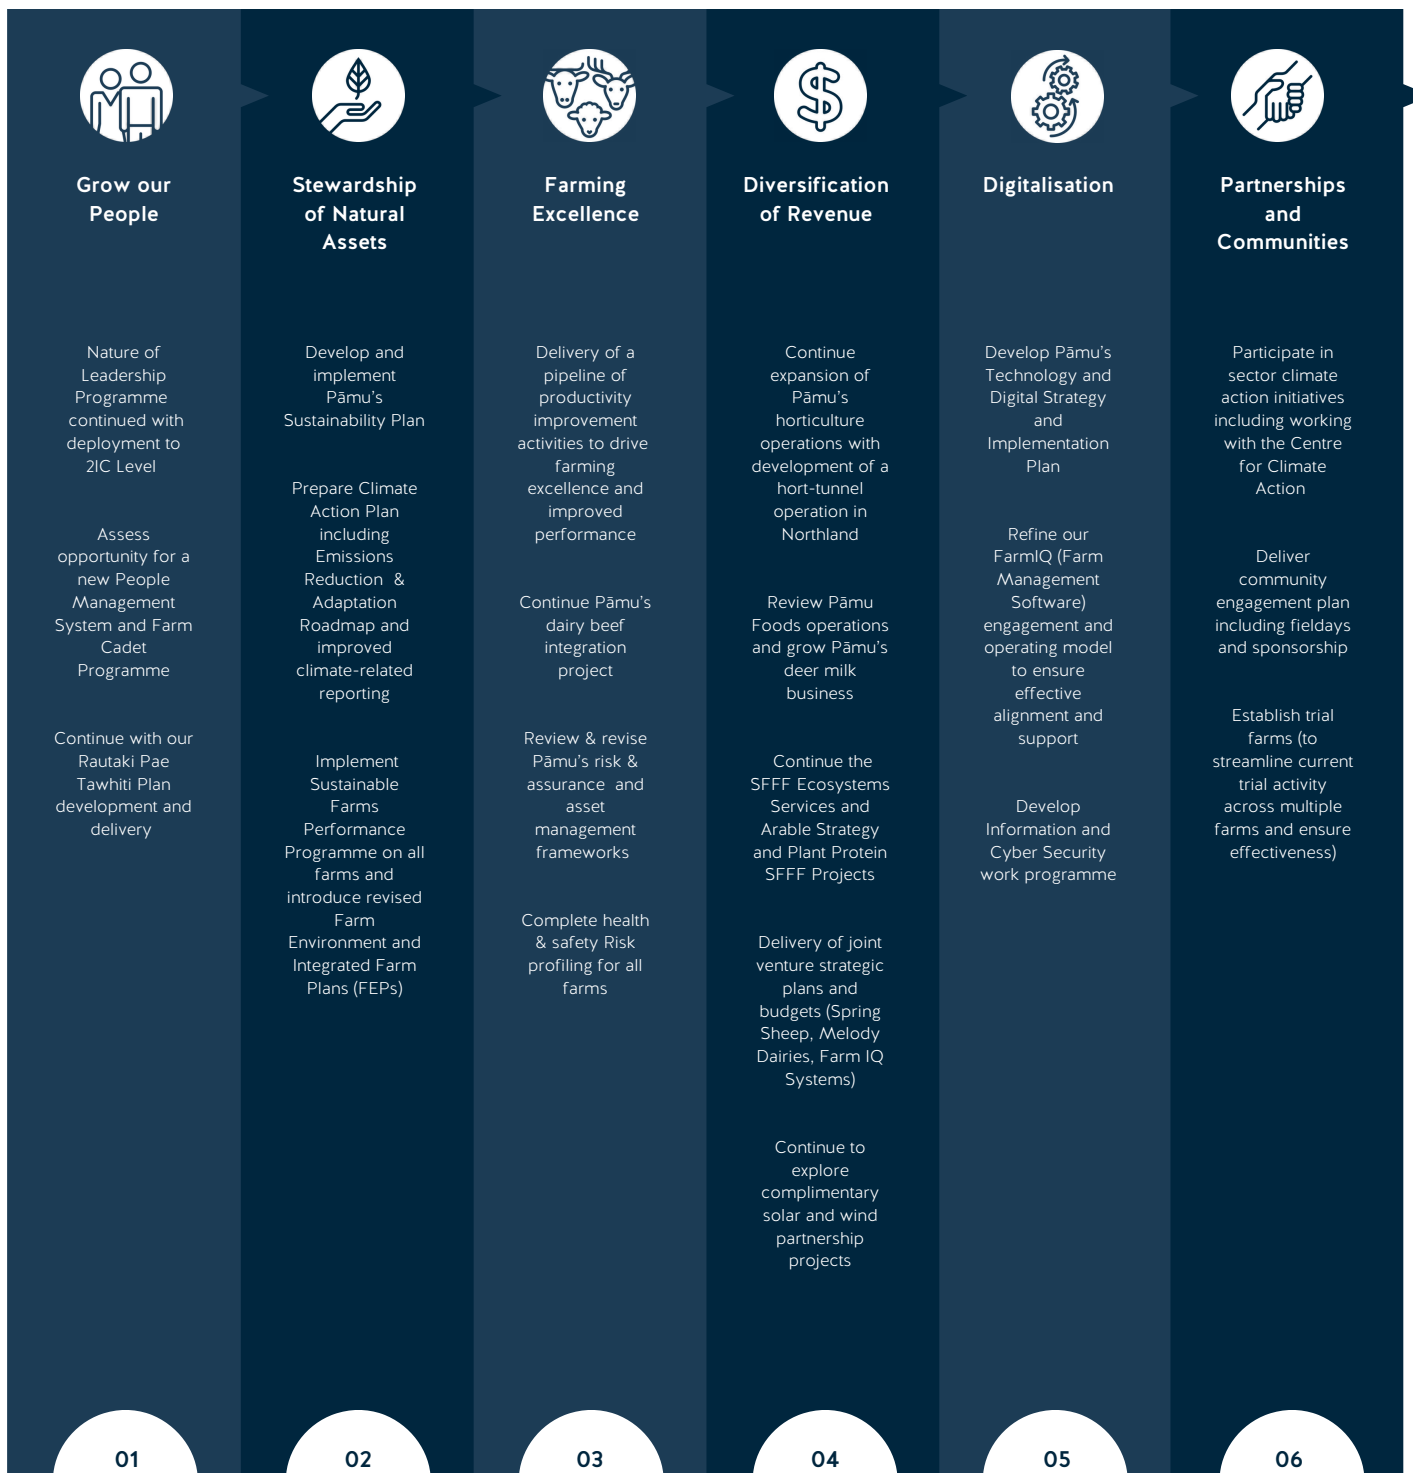 Grow our
People
Nature of
Leadership
Programme
continued with
deployment to
2IC Level
Assess
opportunity for a
new People
Management
System and Farm
Cadet
Programme
Continue with our
Rautaki Pae
Tawhiti Plan
development and
delivery
01
Stewardship
of Natural
Assets
Develop and
implement
Pāmu's
Sustainability Plan
Prepare Climate
Action Plan
including
Emissions
Reduction &
Adaptation
Roadmap and
improved
climate-related
reporting
Implement
Sustainable
Farms
Performance
Programme on all
farms and
introduce revised
Farm
Environment and
Integrated Farm
Plans (FEPs)
02
Farming
Excellence
Delivery of a
pipeline of
productivity
improvement
activities to drive
farming
excellence and
improved
performance
Continue Pāmu's
dairy beef
integration
project
Review & revise
Pāmu's risk &
assurance and
asset
management
frameworks
Complete health
& safety Risk
profiling for all
farms
03
Diversification
of Revenue
Continue
expansion of
Pāmu's
horticulture
operations with
development of a
hort-tunnel
operation in
Northland
Review Pāmu
Foods operations
and grow Pāmu's
deer milk
business
Continue the
SFFF Ecosystems
Services and
Arable Strategy
and Plant Protein
SFFF Projects
Delivery of joint
venture strategic
plans and
budgets (Spring
Sheep, Melody
Dairies, Farm IQ
Systems)
Continue to
explore
complimentary
solar and wind
partnership
projects
04
Digitalisation
Develop Pāmu's
Technology and
Digital Strategy
and
Implementation
Plan
Refine our
FarmIQ (Farm
Management
Software)
engagement and
operating model
to ensure
effective
alignment and
support
Develop
Information and
Cyber Security
work programme
05
Partnerships
and
Communities
Participate in
sector climate
action initiatives
including working
with the Centre
for Climate
Action
Deliver
community
engagement plan
including fieldays
and sponsorship
Establish trial
farms (to
streamline current
trial activity
across multiple
farms and ensure
effectiveness)
06